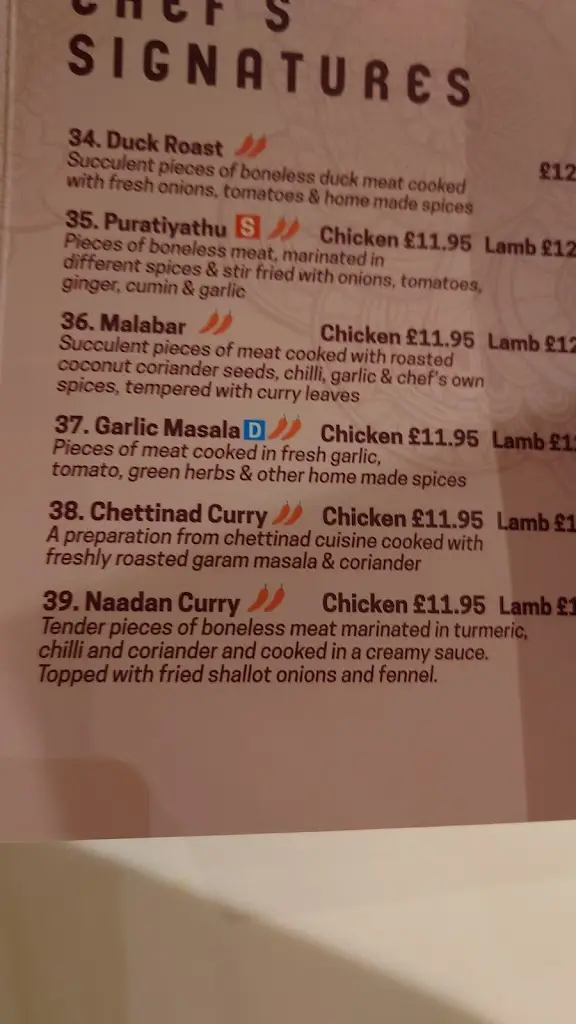 CHEF'S
SIGNATURES
34. Duck Roast £12
Succulent pieces of boneless duck meat cooked
with fresh onions, tomatoes & home made spices
35. Puratiyathu S Chicken £11.95 Lamb £12
Pieces of boneless meat, marinated in
different spices & stir fried with onions, tomatoes,
ginger, cumin & garlic
36. Malabar Chicken £11.95 Lamb £12
Succulent pieces of meat cooked with roasted
coconut coriander seeds, chilli, garlic & chef's own
spices, tempered with curry leaves
37. Garlic Masala D Chicken £11.95 Lamb £1
Pieces of meat cooked in fresh garlic,
tomato, green herbs & other home made spices
38. Chettinad Curry Chicken £11.95 Lamb £1
A preparation from chettinad cuisine cooked with
freshly roasted garam masala & coriander
39. Naadan Curry Chicken £11.95 Lamb £1
Tender pieces of boneless meat marinated in turmeric,
chilli and coriander and cooked in a creamy sauce.
Topped with fried shallot onions and fennel.